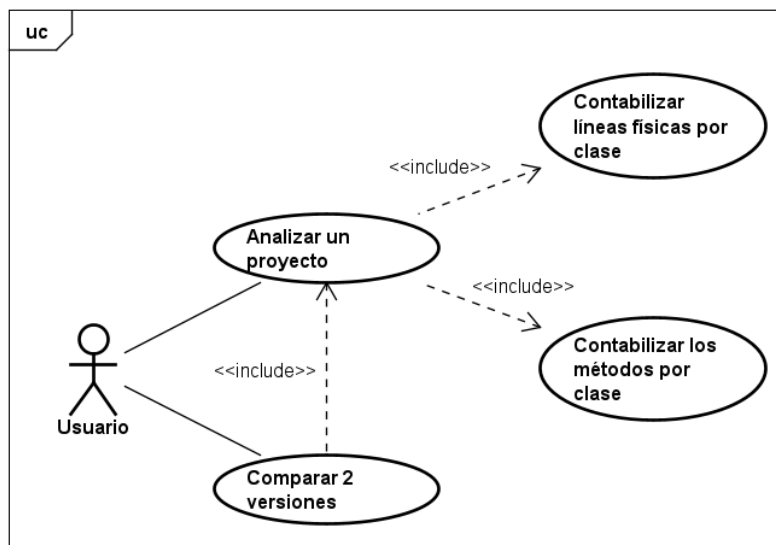 uc
Contabilizar
líneas físicas por
clase
<<include>>
Analizar un
proyecto
<<include>>
Contabilizar los
métodos por
clase
<<include>>
Usuario
Comparar 2
versiones